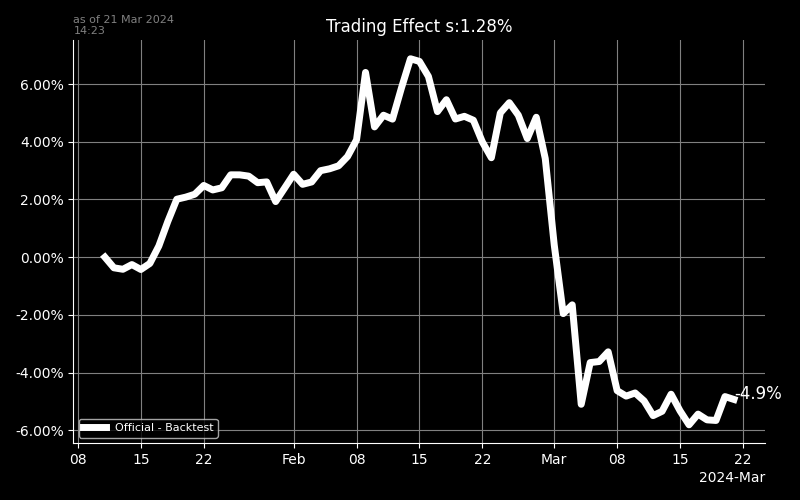 as of 21 Mar 2024
14:23
Trading Effect s:1.28%
6.00%
4.00%
2.00%
0.00%
-2.00%
-4.00%
-6.00%
-4.9%
Official - Backtest
08 15 22 Feb 08 15 22 Mar 08 15 22
2024-Mar